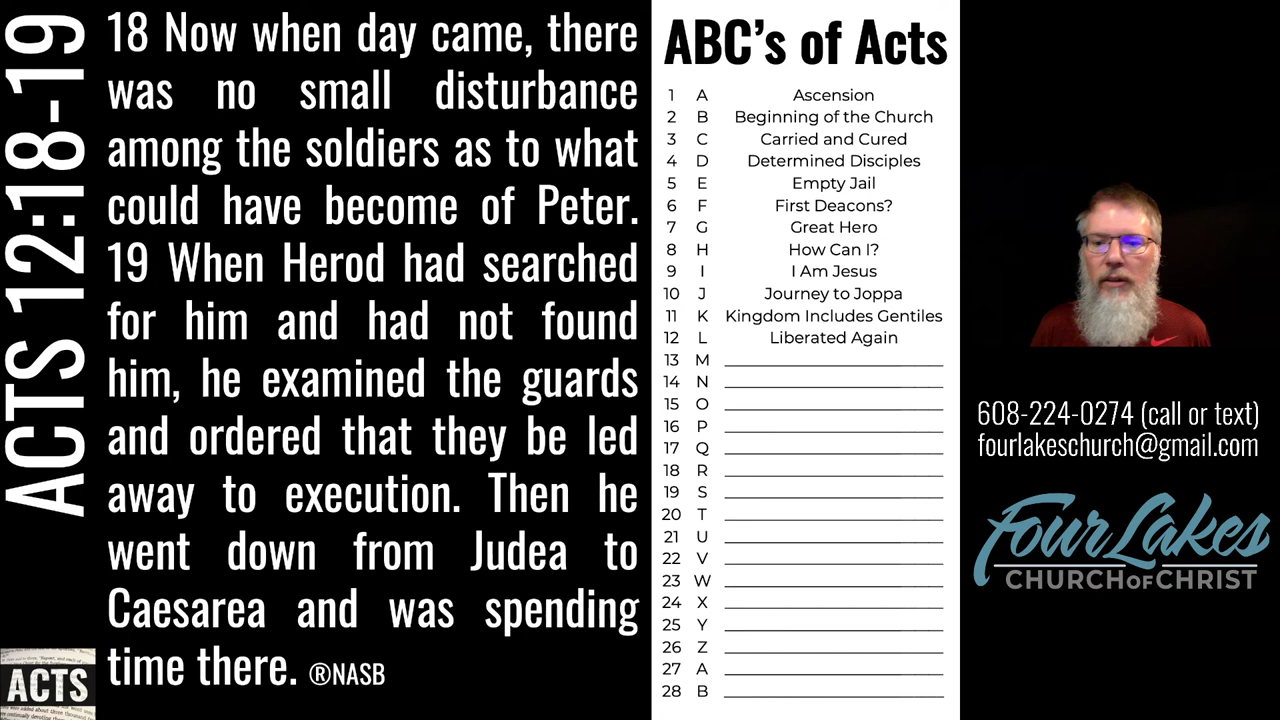 ACTS 12:18-19
18 Now when day came, there
was no small disturbance
among the soldiers as to what
could have become of Peter.
19 When Herod had searched
for him and had not found
him, he examined the guards
and ordered that they be led
away to execution. Then he
went down from Judea to
Caesarea and was spending
time there. ®NASB
ACTS
ABC's of Acts
1 A Ascension
2 B Beginning of the Church
3 C Carried and Cured
4 D Determined Disciples
5 E Empty Jail
6 F First Deacons?
7 G Great Hero
8 H How Can I?
9 I I Am Jesus
10 J Journey to Joppa
11 K Kingdom Includes Gentiles
12 L Liberated Again
13 M
14 N
15 O
16 P
17 Q
18 R
19 S
20 T
21 U
22 V
23 W
24 X
25 Y
26 Z
27 A
28 B
608-224-0274 (call or text)
fourlakeschurch@gmail.com
Four Lakes
CHURCH OF CHRIST